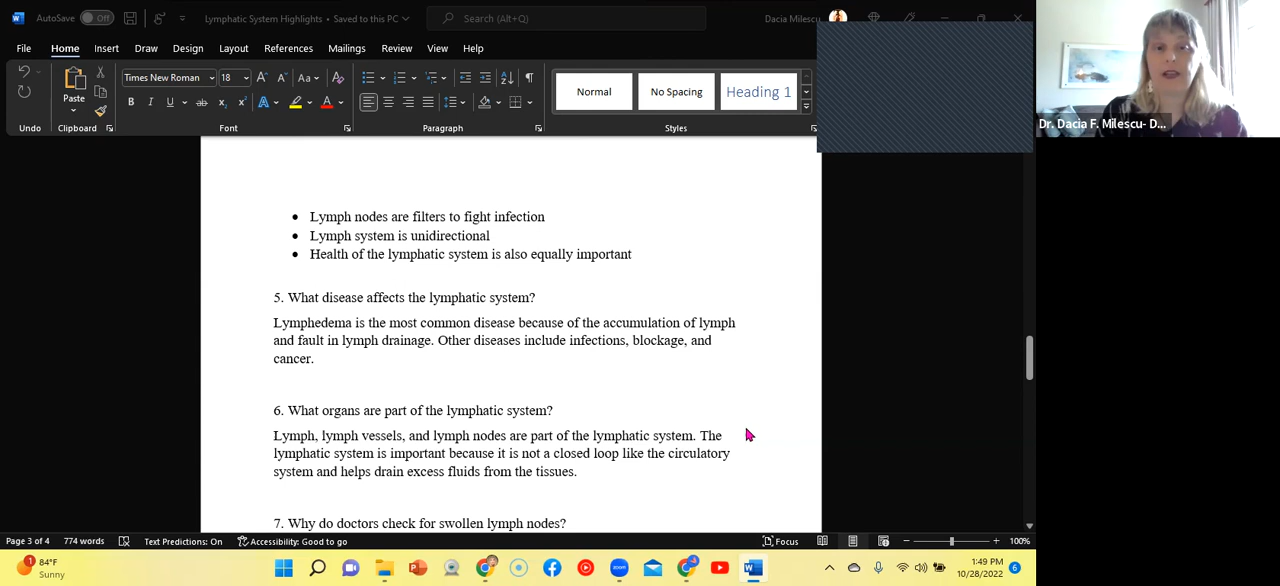 AutoSave Off Lymphatic System Highlights • Saved to this PC Search (Alt+Q) Dacia Milescu
File Home Insert Draw Design Layout References Mailings Review View Help
Times New Roman 18 A A Aa A
Paste
B I U ab x₂ x² A A
Normal No Spacing Heading 1
Undo Clipboard Font Paragraph Styles
Dr. Dacia F. Milescu- D...
• Lymph nodes are filters to fight infection
• Lymph system is unidirectional
• Health of the lymphatic system is also equally important
5. What disease affects the lymphatic system?
Lymphedema is the most common disease because of the accumulation of lymph
and fault in lymph drainage. Other diseases include infections, blockage, and
cancer.
6. What organs are part of the lymphatic system?
Lymph, lymph vessels, and lymph nodes are part of the lymphatic system. The
lymphatic system is important because it is not a closed loop like the circulatory
system and helps drain excess fluids from the tissues.
7. Why do doctors check for swollen lymph nodes?
Page 3 of 4 774 words Text Predictions: On Accessibility: Good to go Focus 100%
1 84°F
Sunny
zoom
1:49 PM
10/28/2022 6